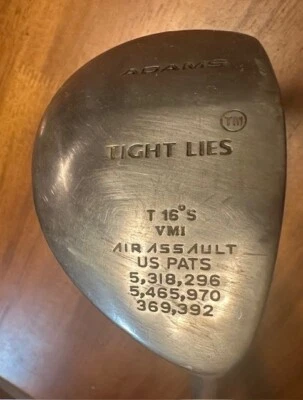 ADAMS
TM
TIGHT LIES
T 16° S
VMI
AIR ASSAULT
US PATS
5,318,296
5,465,970
369,392